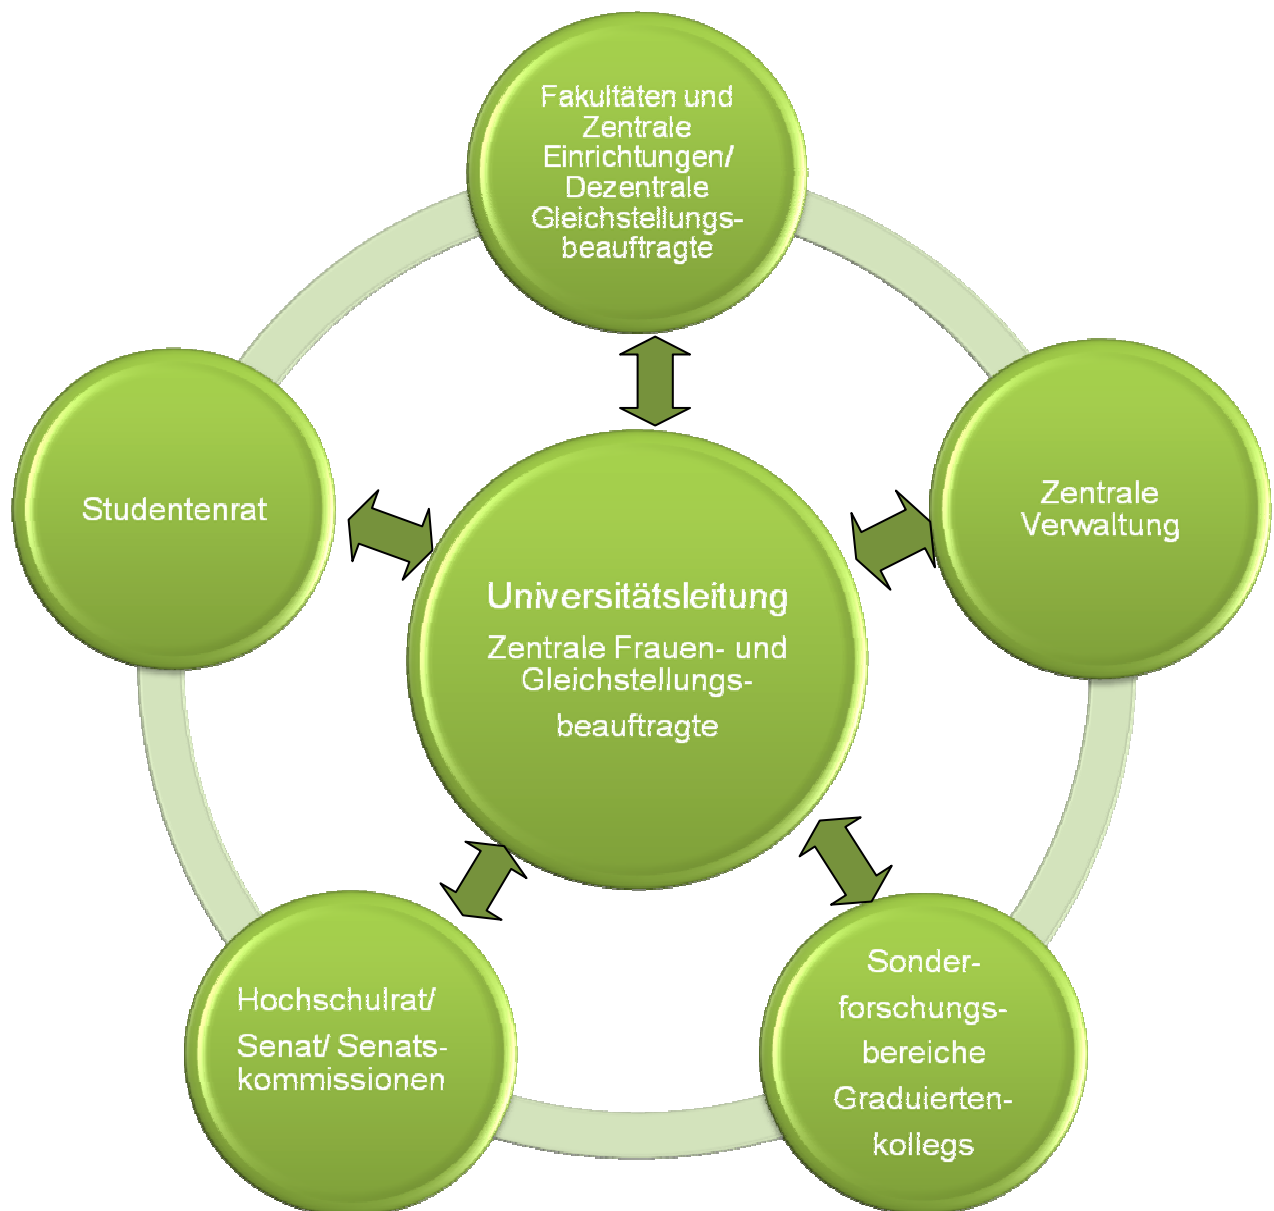 Fakultäten und
Zentrale
Einrichtungen/
Dezentrale
Gleichstellungs-
beauftragte
Studentenrat
Zentrale
Verwaltung
Universitätsleitung
Zentrale Frauen- und
Gleichstellungs-
beauftragte
Hochschulrat/
Senat/ Senats-
kommissionen
Sonder-
forschungs-
bereiche
Graduierten-
kollegs